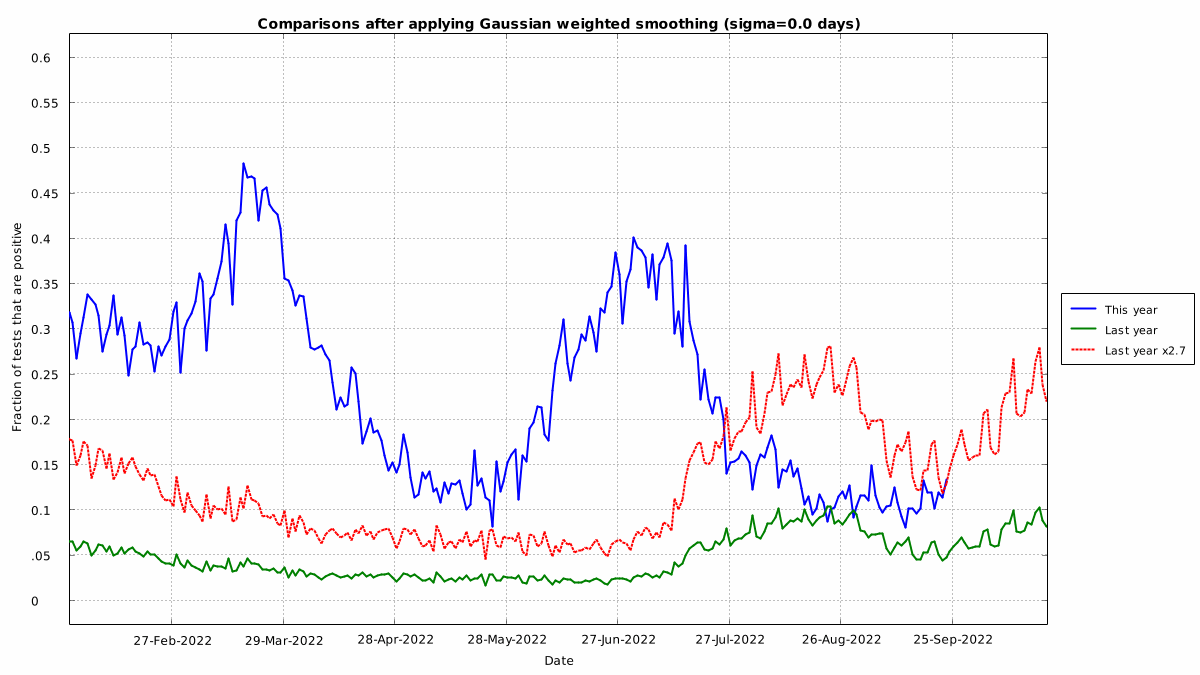 Comparisons after applying Gaussian weighted smoothing (sigma=0.0 days)
0.6
0.55
0.5
0.45
0.4
0.35
0.3
0.25
0.2
0.15
0.1
.05
0
Fraction of tests that are positive
27-Feb-2022
29-Mar-2022
28-Apr-2022
28-May-2022
27-Jun-2022
27-Jul-2022
26-Aug-2022
25-Sep-2022
Date
This year
Last year
Last year x2.7